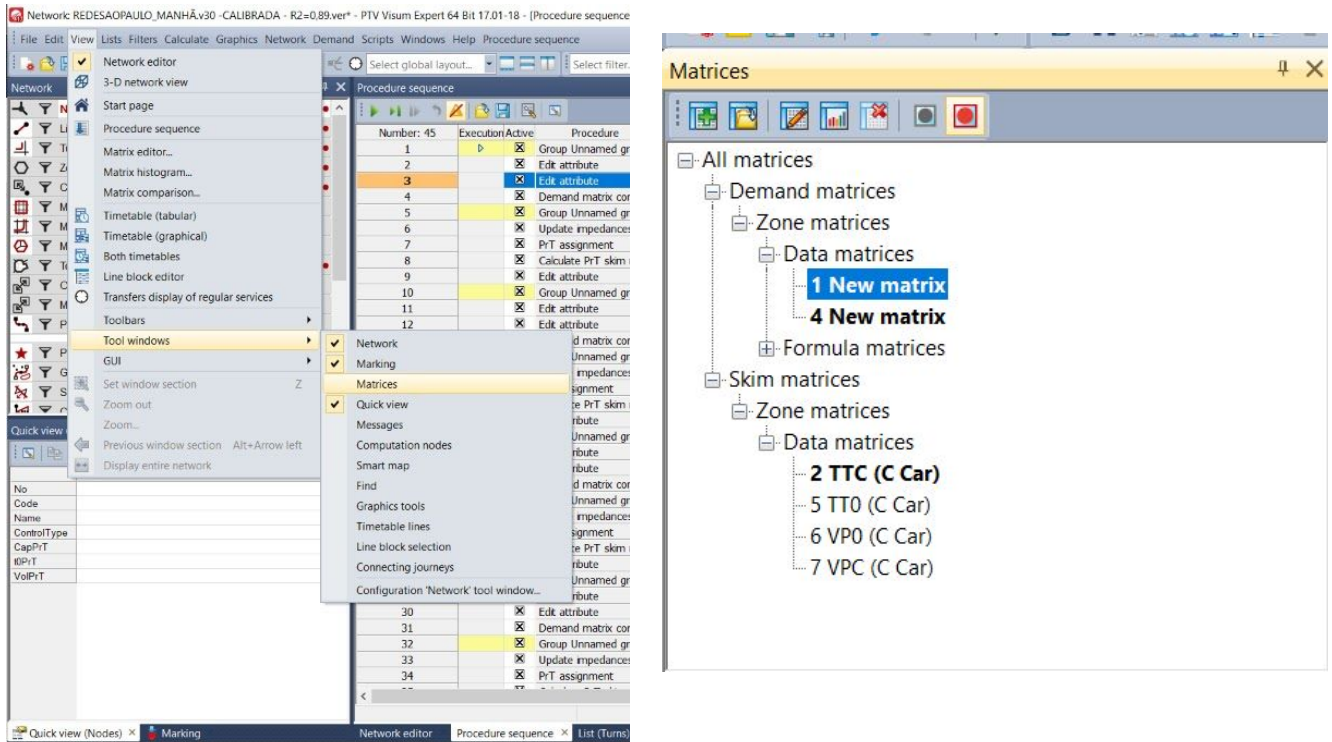 Network: REDESAOPAULO_MANHÃ.v30 -CALIBRADA - R2=0,89.ver* - PTV Visum Expert 64 Bit 17.01-18 - [Procedure sequence
File Edit View Lists Filters Calculate Graphics Network Demand Scripts Windows Help Procedure sequence
Select global layout... Select filter.
Network
Network editor
3-D network view
Start page
Procedure sequence
Matrix editor...
Matrix histogram...
Matrix comparison...
Timetable (tabular)
Timetable (graphical)
Both timetables
Line block editor
Transfers display of regular services
Toolbars
Tool windows
GUI
Set window section Z
Zoom out
Zoom...
Previous window section Alt+Arrow left
Display entire network
Network
Marking
Matrices
Quick view
Messages
Computation nodes
Smart map
Find
Graphics tools
Timetable lines
Line block selection
Connecting journeys
Configuration 'Network' tool window...
Procedure sequence
Number: 45 Execution Active Procedure
1 Group Unnamed gr
2 Edit attribute
3 Edit attribute
4 Demand matrix cor
5 Group Unnamed gr
6 Update impedances
7 PrT assignment
8 Calculate PrT skim
9 Edit attribute
10 Group Unnamed gr
11 Edit attribute
12 Edit attribute
30 Edit attribute
31 Demand matrix cor
32 Group Unnamed gr
33 Update impedances
34 PrT assignment
Quick view
No
Code
Name
ControlType
CapPrT
t0PrT
VolPrT
Quick view (Nodes) Marking
Network editor Procedure sequence List (Turns)
Matrices
All matrices
Demand matrices
Zone matrices
Data matrices
1 New matrix
4 New matrix
Formula matrices
Skim matrices
Zone matrices
Data matrices
2 TTC (C Car)
5 TT0 (C Car)
6 VP0 (C Car)
7 VPC (C Car)